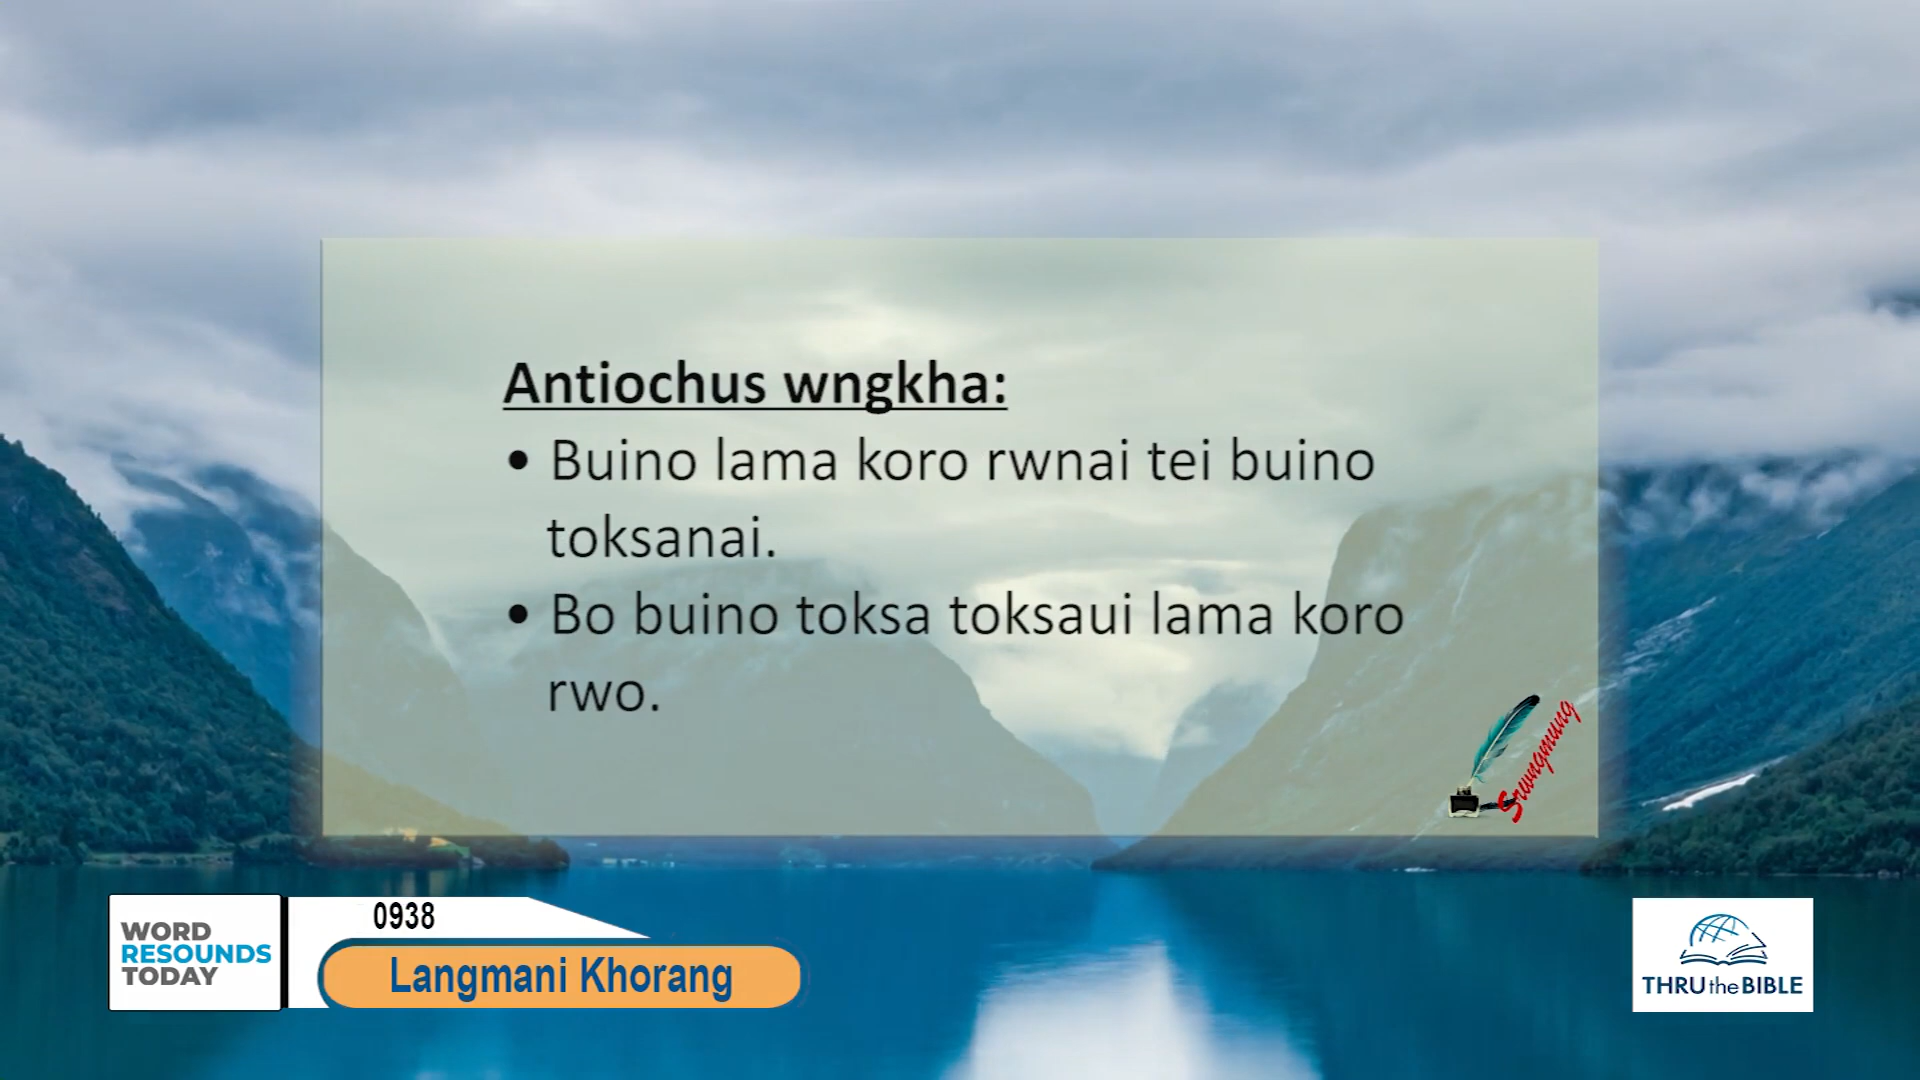 Antiochus wngkha:
• Buino lama koro rwnai tei buino
toksanai.
• Bo buino toksa toksaui lama koro
rwo.
Srwngmung
WORD
RESOUNDS
TODAY
0938
Langmani Khorang
THRU the BIBLE